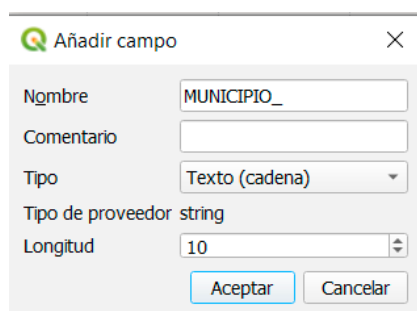 Añadir campo
Nombre MUNICIPIO_
Comentario
Tipo Texto (cadena)
Tipo de proveedor string
Longitud 10
Aceptar Cancelar